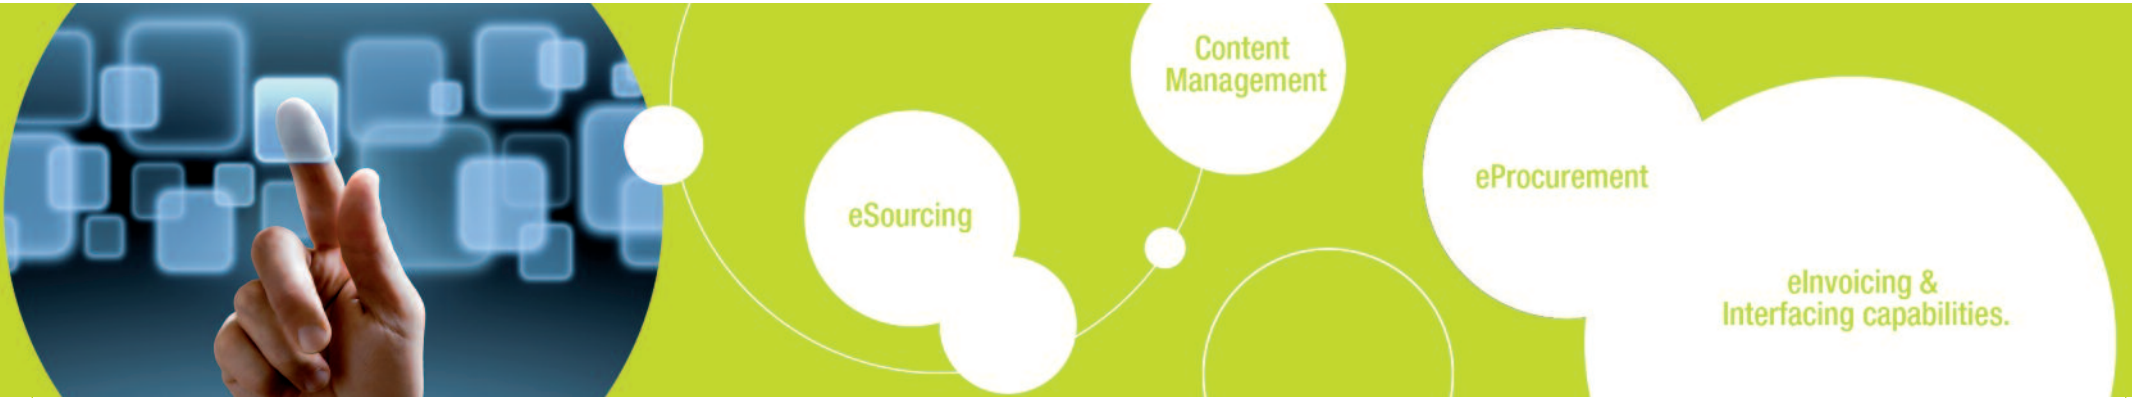 Content
Management
eSourcing
eProcurement
eInvoicing &
Interfacing capabilities.